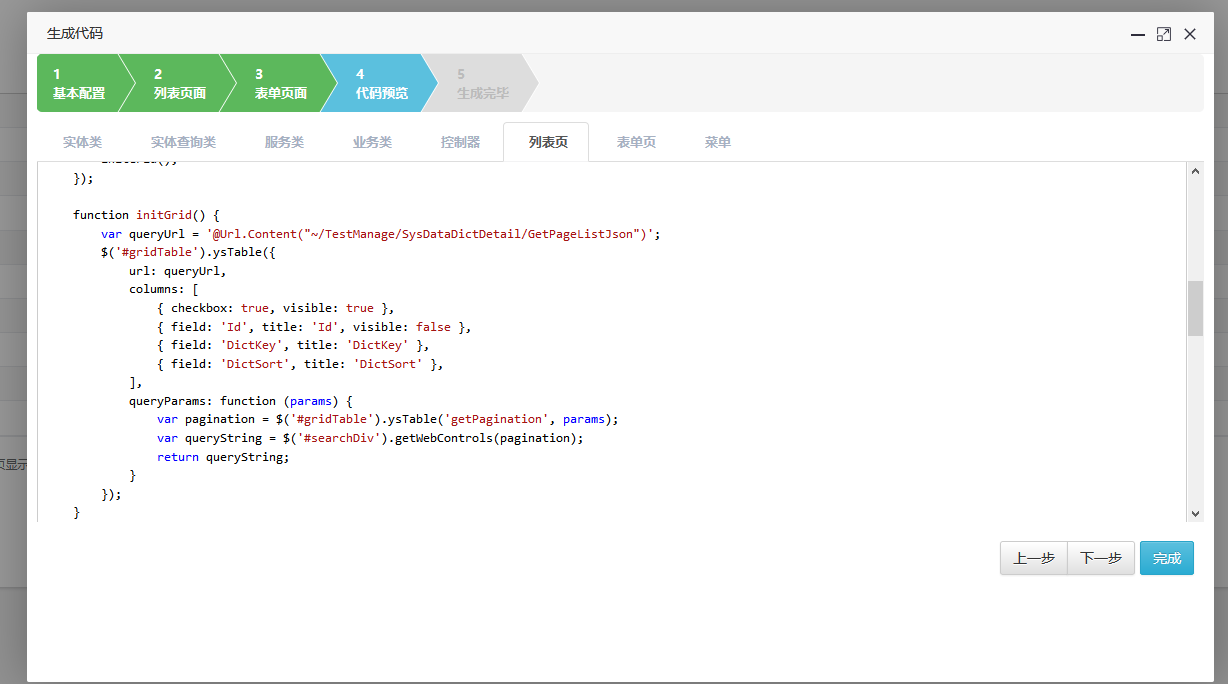 生成代码
1
基本配置
2
列表页面
3
表单页面
4
代码预览
5
生成完毕
实体类 实体查询类 服务类 业务类 控制器 列表页 表单页 菜单
});
function initGrid() {
var queryUrl = '@Url.Content("~/TestManage/SysDataDictDetail/GetPageListJson")';
$('#gridTable').ysTable({
url: queryUrl,
columns: [
{ checkbox: true, visible: true },
{ field: 'Id', title: 'Id', visible: false },
{ field: 'DictKey', title: 'DictKey' },
{ field: 'DictSort', title: 'DictSort' },
],
queryParams: function (params) {
var pagination = $('#gridTable').ysTable('getPagination', params);
var queryString = $('#searchDiv').getWebControls(pagination);
return queryString;
}
});
}
页显示
上一步 下一步 完成